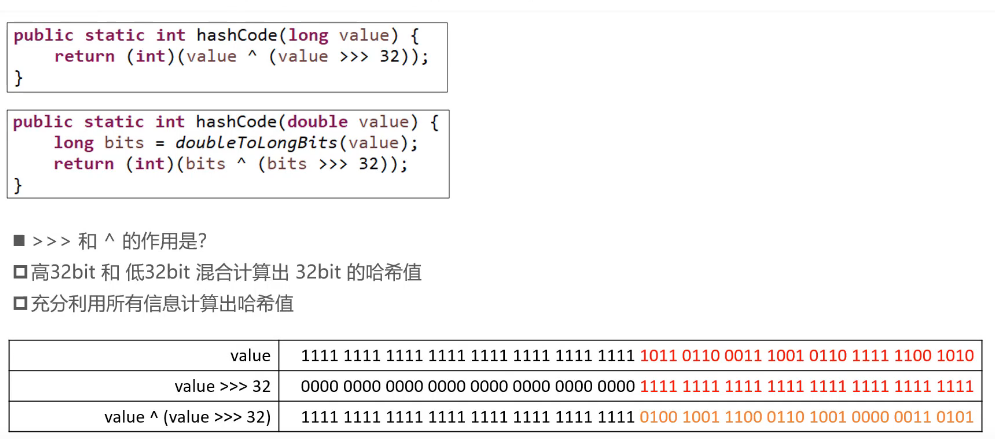 public static int hashCode(long value) {
return (int)(value ^ (value >>> 32));
}
public static int hashCode(double value) {
long bits = doubleToLongBits(value);
return (int)(bits ^ (bits >>> 32));
}
>>> 和 ^ 的作用是?
高32bit 和 低32bit 混合计算出 32bit 的哈希值
充分利用所有信息计算出哈希值
value 1111 1111 1111 1111 1111 1111 1111 1111 1011 0110 0011 1001 0110 1111 1100 1010
value >>> 32 0000 0000 0000 0000 0000 0000 0000 0000 1111 1111 1111 1111 1111 1111 1111 1111
value ^ (value >>> 32) 1111 1111 1111 1111 1111 1111 1111 1111 0100 1001 1100 0110 1001 0000 0011 0101